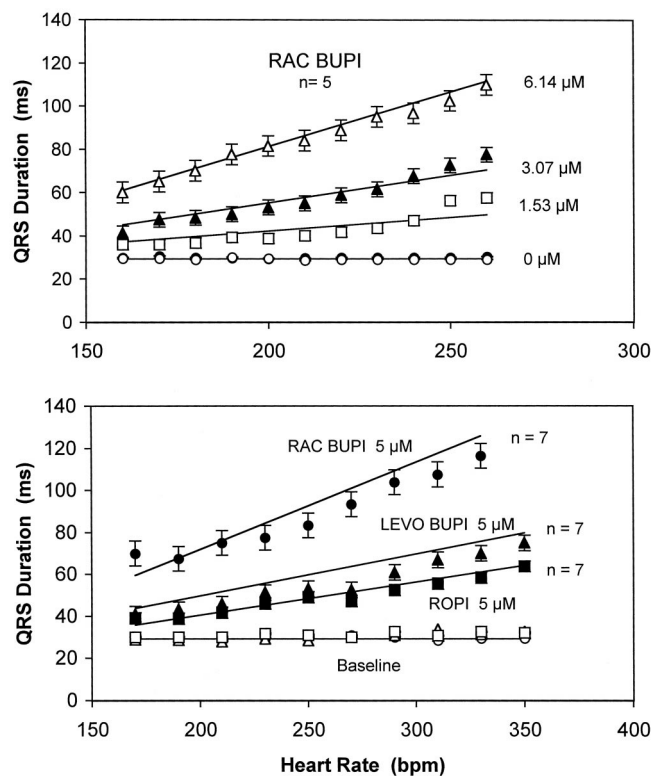 140
120
100
80
60
40
20
0
QRS Duration (ms)
RAC BUPI
n= 5
6.14 µM
3.07 µM
1.53 µM
0 µM
150
200
250
300
140
120
100
80
60
40
20
0
QRS Duration (ms)
RAC BUPI 5 µM
n = 7
LEVO BUPI 5 µM
n = 7
n = 7
ROPI 5 µM
Baseline
150
200
250
300
350
400
Heart Rate (bpm)